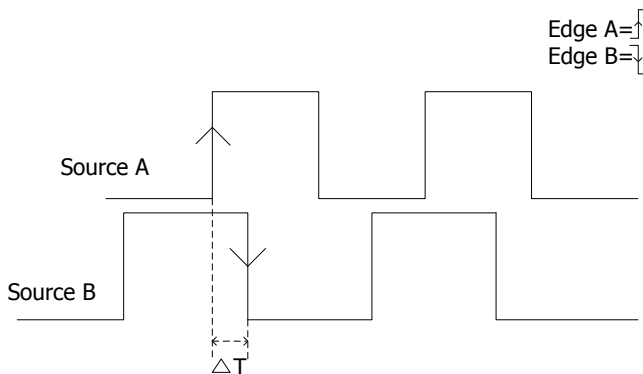 Edge A=
Edge B=
Source A
Source B
△T